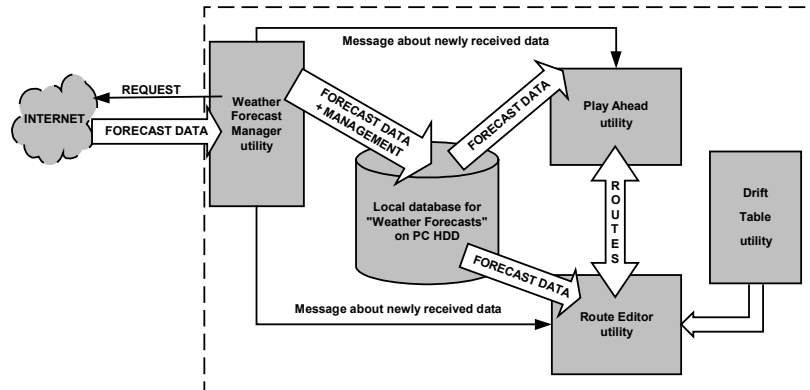 Message about newly received data
REQUEST
INTERNET
FORECAST DATA
Weather
Forecast
Manager
utility
FORECAST DATA
+ MANAGEMENT
FORECAST DATA
Play Ahead
utility
Local database for
"Weather Forecasts"
on PC HDD
ROUTES
Drift
Table
utility
FORECAST DATA
Message about newly received data
Route Editor
utility